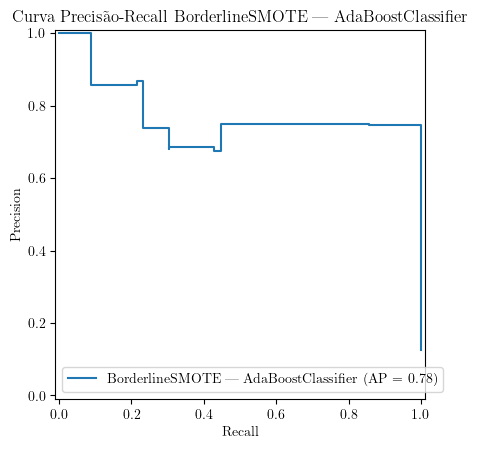 Curva Precisão-Recall BorderlineSMOTE — AdaBoostClassifier
1.0
0.8
0.6
0.4
0.2
0.0
Precision
BorderlineSMOTE — AdaBoostClassifier (AP = 0.78)
0.0 0.2 0.4 0.6 0.8 1.0
Recall